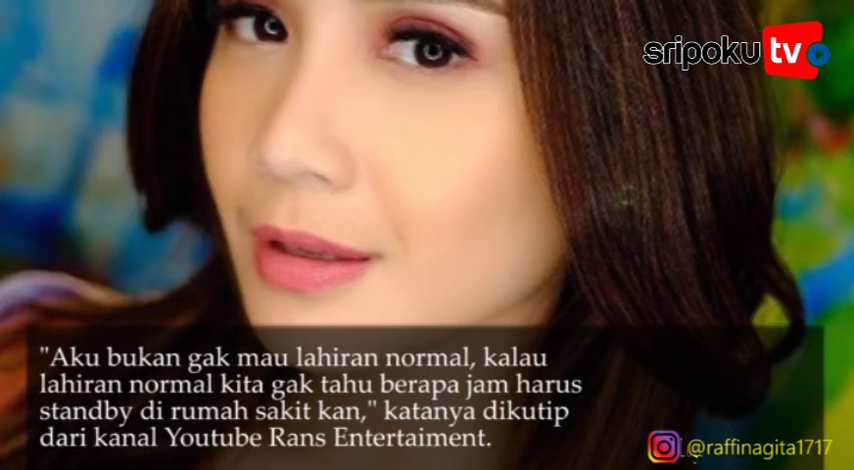 sripoku tv
"Aku bukan gak mau lahiran normal, kalau
lahiran normal kita gak tahu berapa jam harus
standby di rumah sakit kan," katanya dikutip
dari kanal Youtube Rans Entertaiment.
@raffinagita1717